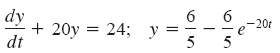 dy/dt + 20y = 24; y = 6/5 − 6/5 e^−20t